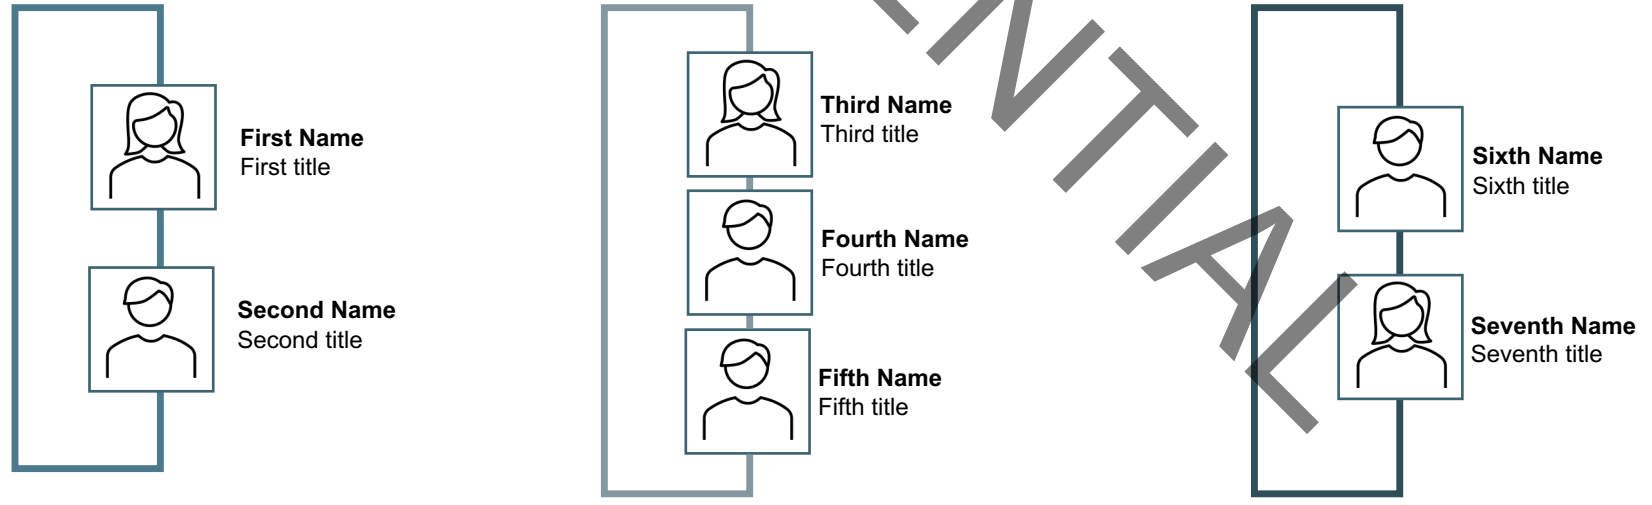 First Name
First title
Second Name
Second title
Third Name
Third title
Fourth Name
Fourth title
Fifth Name
Fifth title
Sixth Name
Sixth title
Seventh Name
Seventh title
ENTIAL